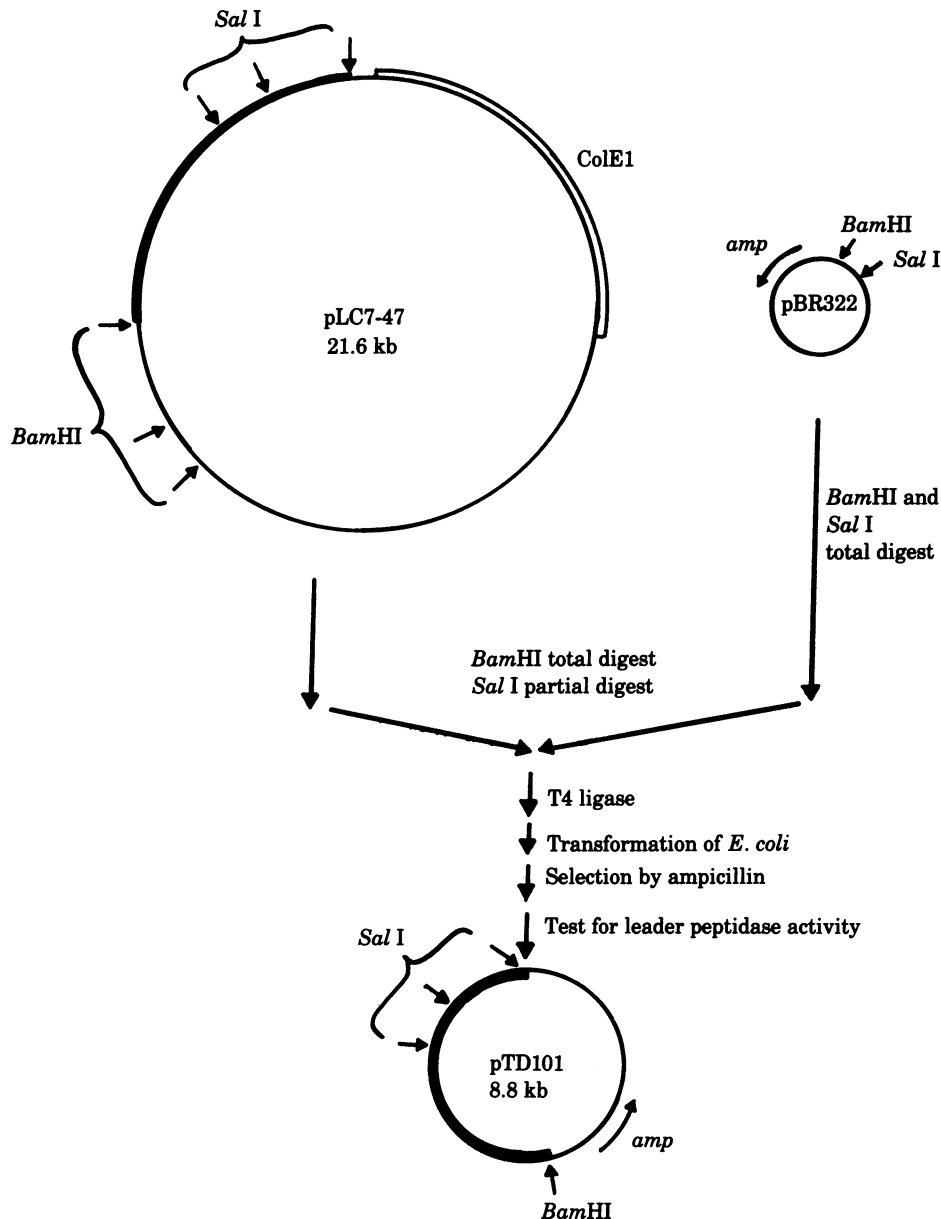 Sal I
ColE1
BamHI
amp
Sal I
pBR322
pLC7-47
21.6 kb
BamHI
BamHI and
Sal I
total digest
BamHI total digest
Sal I partial digest
T4 ligase
Transformation of E. coli
Selection by ampicillin
Test for leader peptidase activity
Sal I
pTD101
8.8 kb
amp
BamHI